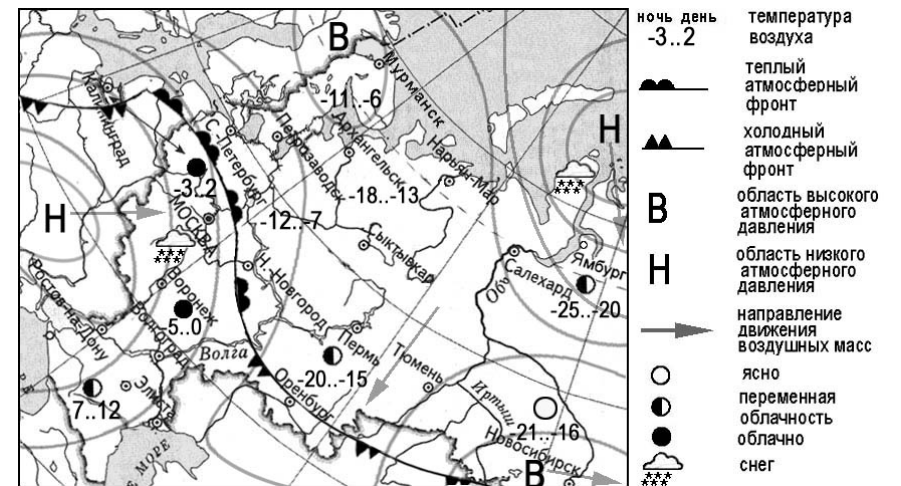 В
Мурманск
-11..-6
Калининград
С.Петербург
Петрозаводск
Архангельск
Нарьян-Мар
Н
-3..2
-18..-13
МОСКВА
-12..-7
Н
Сыктывкар
Ямбург
Салехард
Обь
-25..-20
Воронеж
Н.Новгород
Ростов-на-Дону
Волгоград
-5..0
Волга
Пермь
Тюмень
-20..-15
Оренбург
Элиста
7..12
Иртыш
-21..-16
Новосибирск
В
РЕ
Е МОРЕ
ночь день
-3..2
температура
воздуха
теплый
атмосферный
фронт
холодный
атмосферный
фронт
В
область высокого
атмосферного
давления
Н
область низкого
атмосферного
давления
направление
движения
воздушных масс
ясно
переменная
облачность
облачно
снег